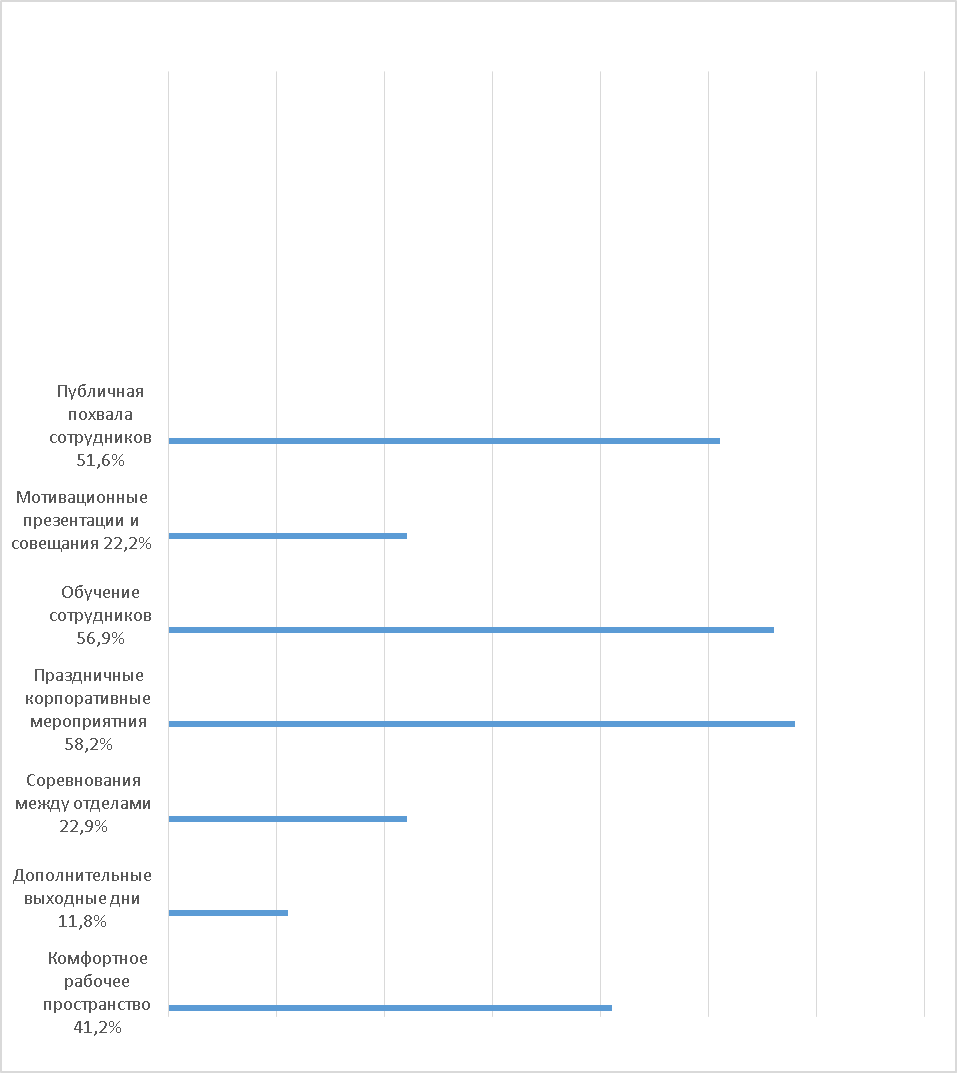 Публичная
похвала
сотрудников
51,6%
Мотивационные
презентации и
совещания 22,2%
Обучение
сотрудников
56,9%
Праздничные
корпоративные
мероприятния
58,2%
Соревнования
между отделами
22,9%
Дополнительные
выходные дни
11,8%
Комфортное
рабочее
пространство
41,2%